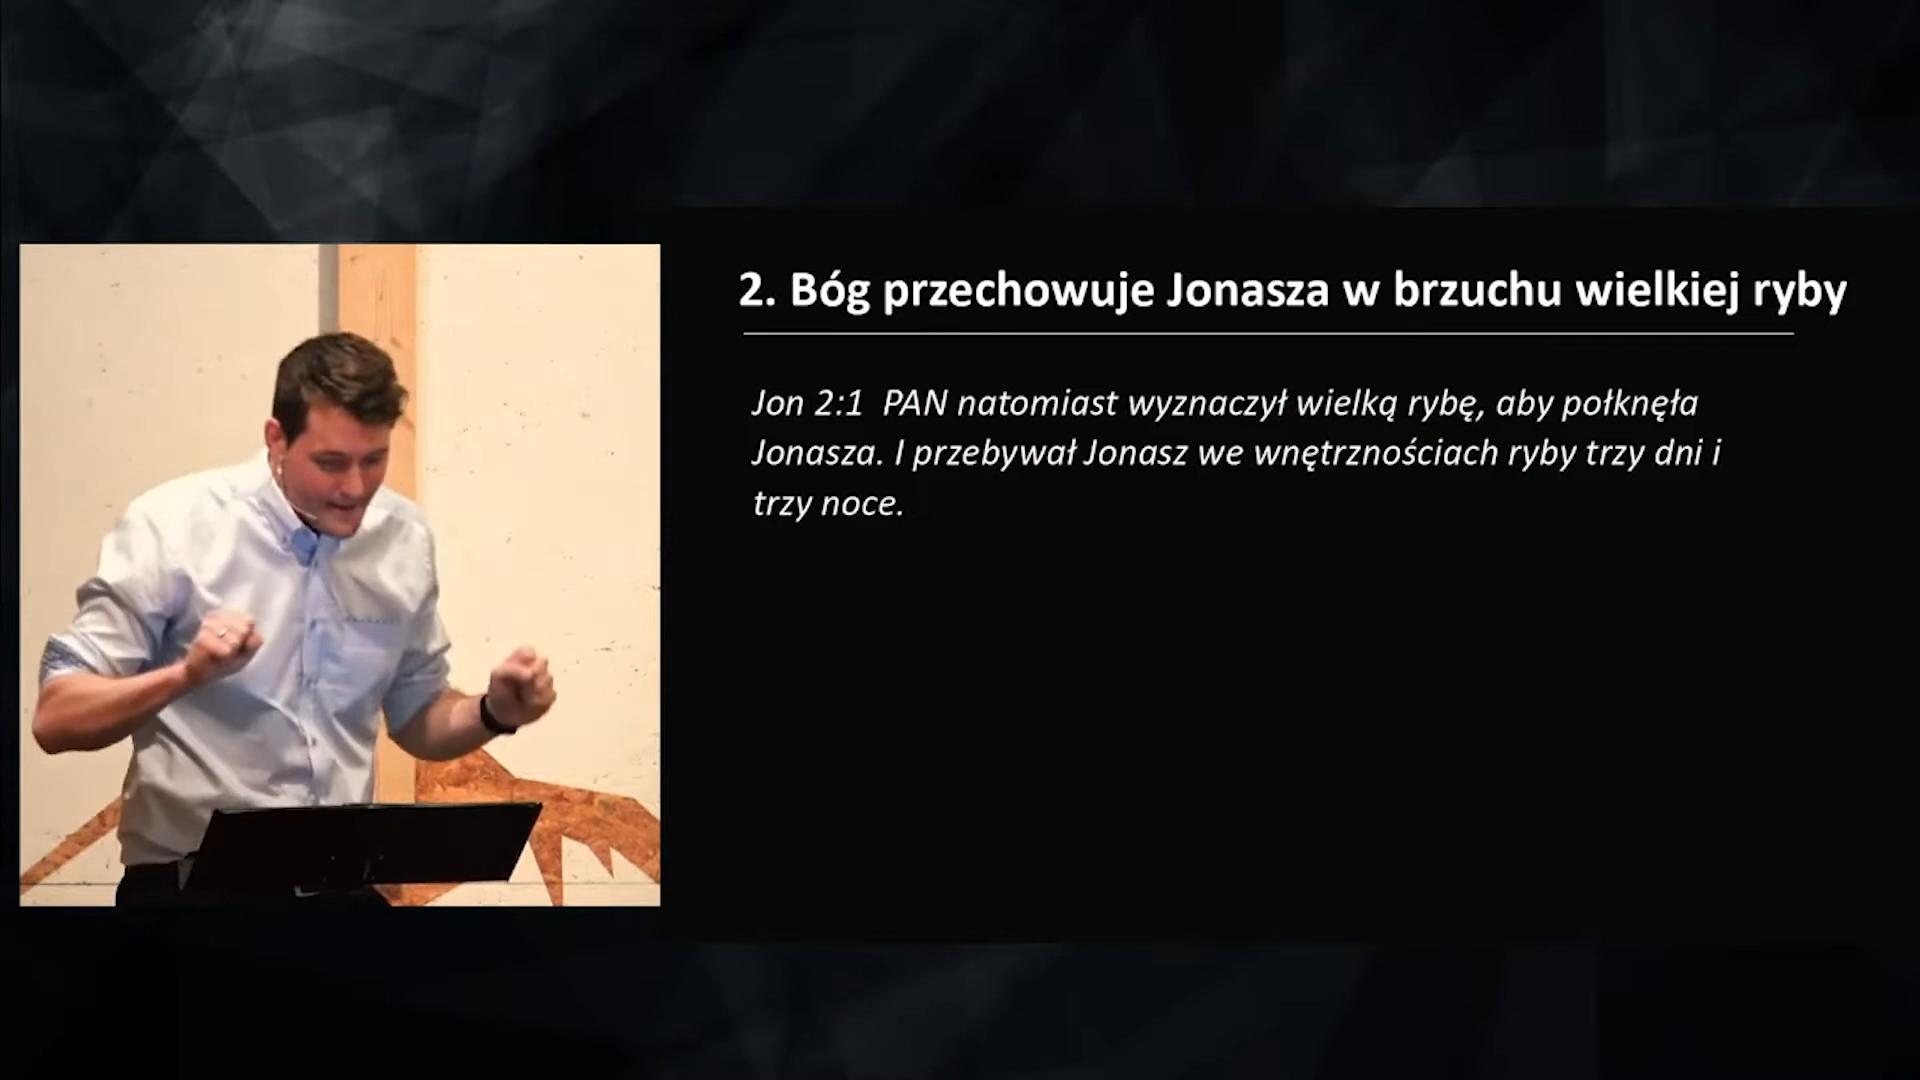 2. Bóg przechowuje Jonasza w brzuchu wielkiej ryby
Jon 2:1 PAN natomiast wyznaczył wielką rybę, aby połknęła
Jonasza. I przebywał Jonasz we wnętrznościach ryby trzy dni i
trzy noce.